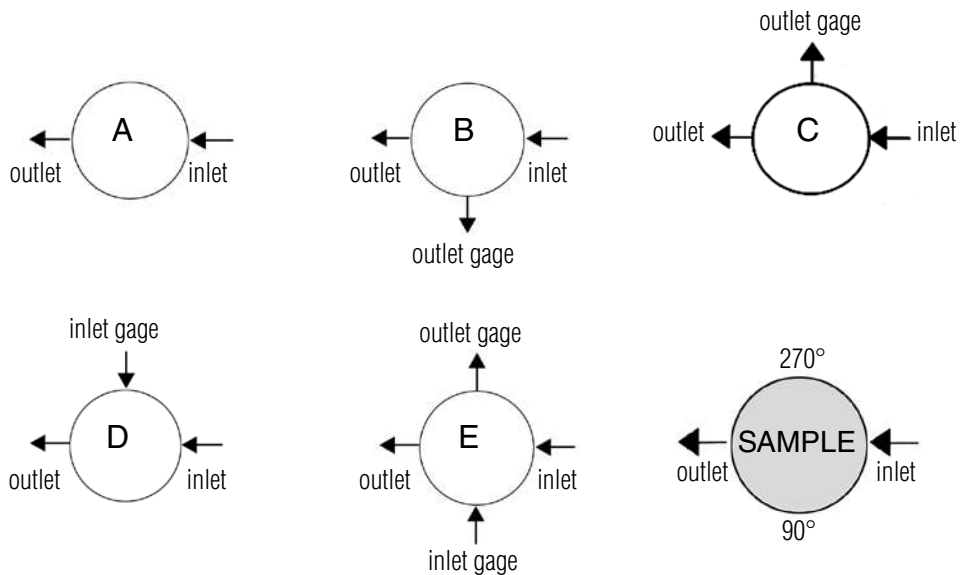 outlet gage
A
outlet
inlet
B
outlet
inlet
outlet gage
outlet
C
inlet
inlet gage
D
outlet
inlet
outlet gage
E
outlet
inlet
inlet gage
270°
SAMPLE
outlet
inlet
90°